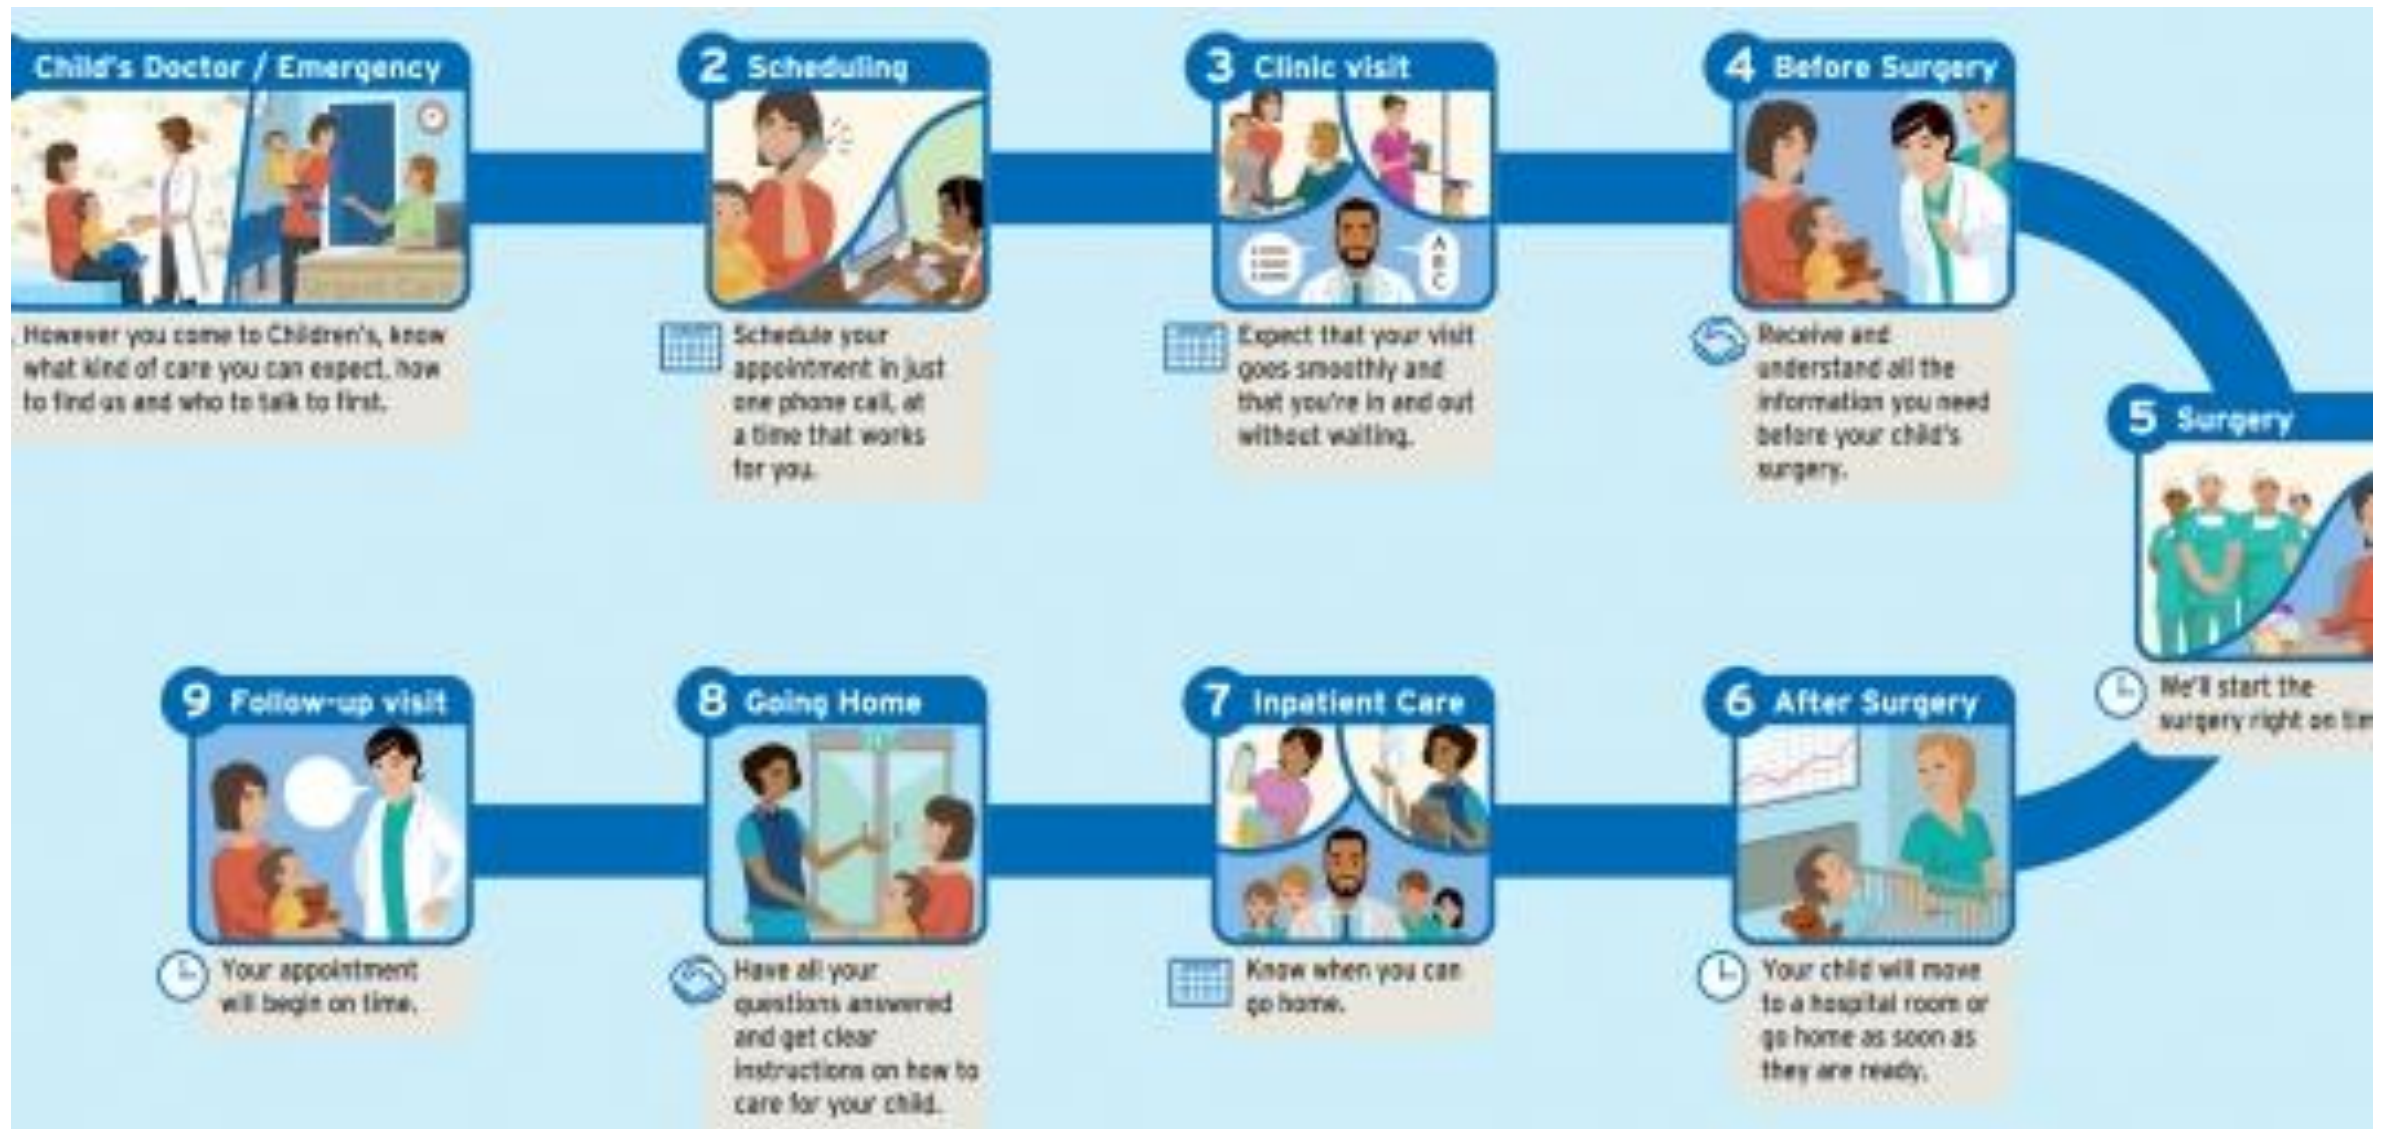 Child's Doctor / Emergency
However you come to Children's, know
what kind of care you can expect, how
to find us and who to talk to first.
2 Scheduling
Schedule your
appointment in just
one phone call, at
a time that works
for you.
3 Clinic visit
A
B
C
Expect that your visit
goes smoothly and
that you're in and out
without waiting.
4 Before Surgery
Receive and
understand all the
information you need
before your child's
surgery.
5 Surgery
We'll start the
surgery right on tim
6 After Surgery
Your child will move
to a hospital room or
go home as soon as
they are ready.
7 Inpatient Care
Know when you can
go home.
8 Going Home
Have all your
questions answered
and get clear
instructions on how to
care for your child.
9 Follow-up visit
Your appointment
will begin on time.